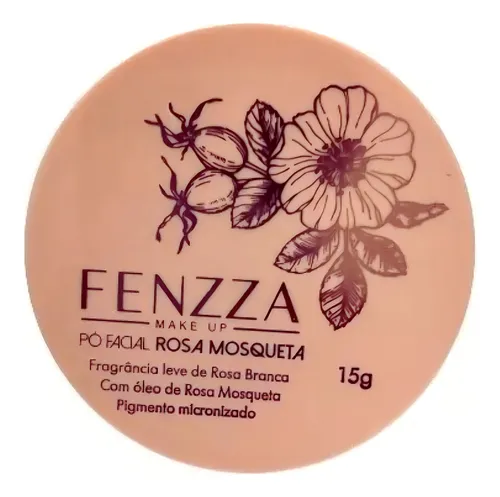 FENZZA
MAKE UP
PÓ FACIAL ROSA MOSQUETA
Fragrância leve de Rosa Branca
Com óleo de Rosa Mosqueta
Pigmento micronizado
15g